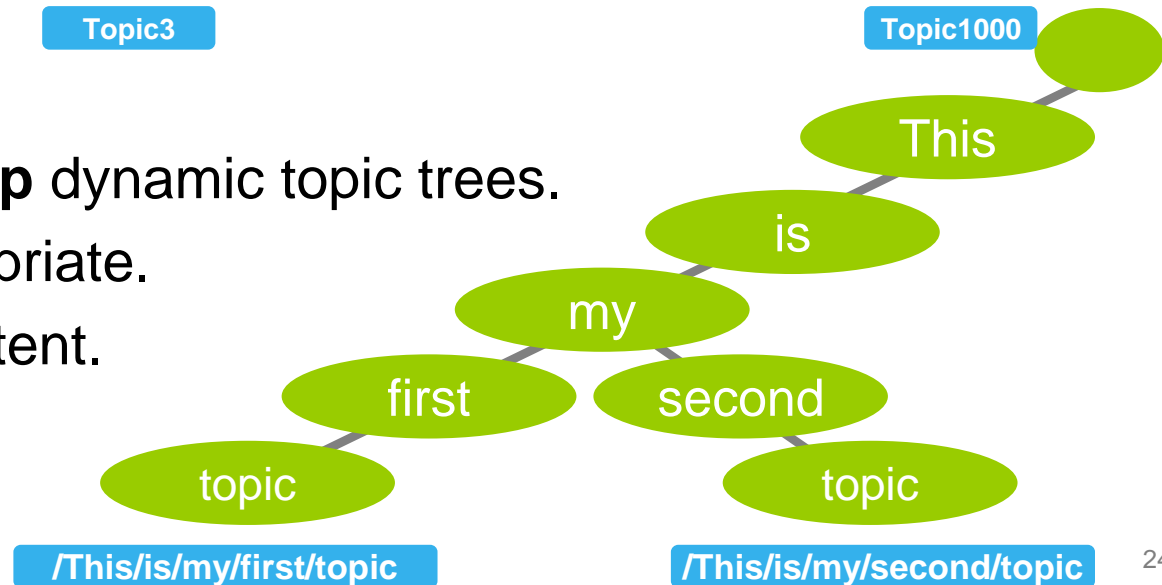 Topic3
Topic1000
This
p dynamic topic trees.
is
priate.
my
tent.
first
second
topic
topic
/This/is/my/first/topic
/This/is/my/second/topic
24